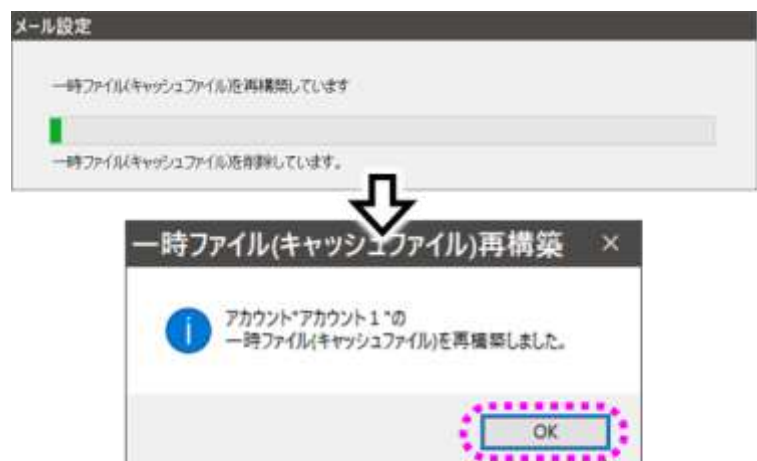 メール設定
一時ファイル(キャッシュファイル)を再構築しています
一時ファイル(キャッシュファイル)を削除しています。
一時ファイル(キャッシュファイル)再構築
アカウント"アカウント1"の
一時ファイル(キャッシュファイル)を再構築しました。
OK